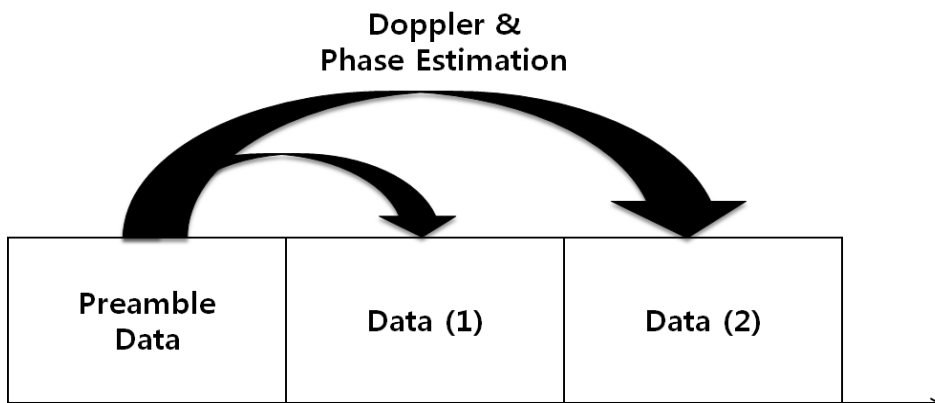 Doppler &
Phase Estimation
Preamble
Data
Data (1)
Data (2)